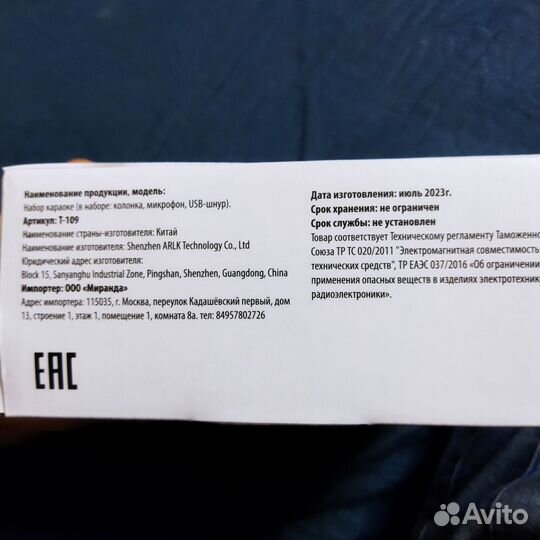 Наименование продукции, модель:
Набор караоке (в наборе: колонка, микрофон, USB-шнур).
Артикул: T-109
Наименование страны-изготовителя: Китай
Наименование изготовителя: Shenzhen ARLK Technology Co., Ltd
Юридический адрес изготовителя:
Block 15, Sanyanghu Industrial Zone, Pingshan, Shenzhen, Guangdong, China
Импортер: ООО «Миранда»
Адрес импортера: 115035, г. Москва, переулок Кадашёвский первый, дом
13, строение 1, этаж 1, помещение 1, комната 8а. тел: 84957802726
EAC
Дата изготовления: июль 2023г.
Срок хранения: не ограничен
Срок службы: не установлен
Товар соответствует Техническому регламенту Таможенно
Союза ТР ТС 020/2011 "Электромагнитная совместимость
технических средств", ТР ЕАЭС 037/2016 «Об ограничени
применения опасных веществ в изделиях электротехники
радиоэлектроники».
Avito